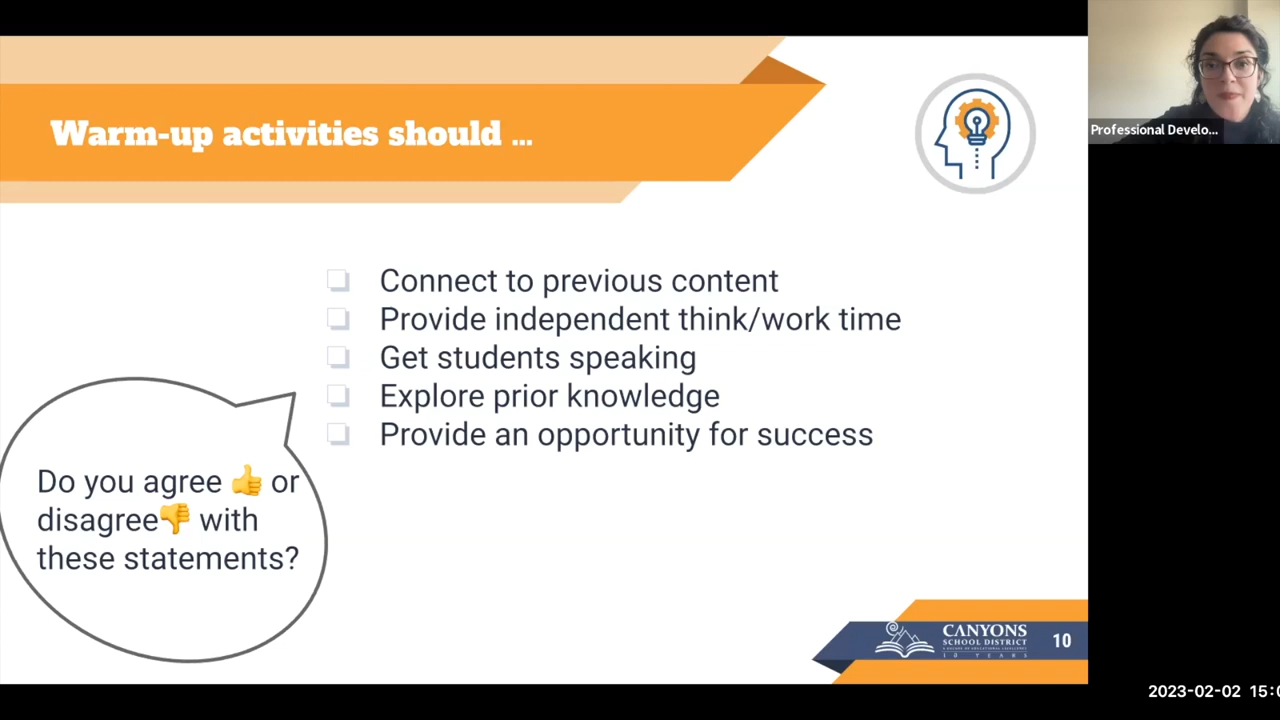 Warm-up activities should ...
Connect to previous content
Provide independent think/work time
Get students speaking
Explore prior knowledge
Provide an opportunity for success
Do you agree 👍 or
disagree👎 with
these statements?
CANYONS
SCHOOL DISTRICT
10 YEARS
10
Professional Develo...
2023-02-02 15:0